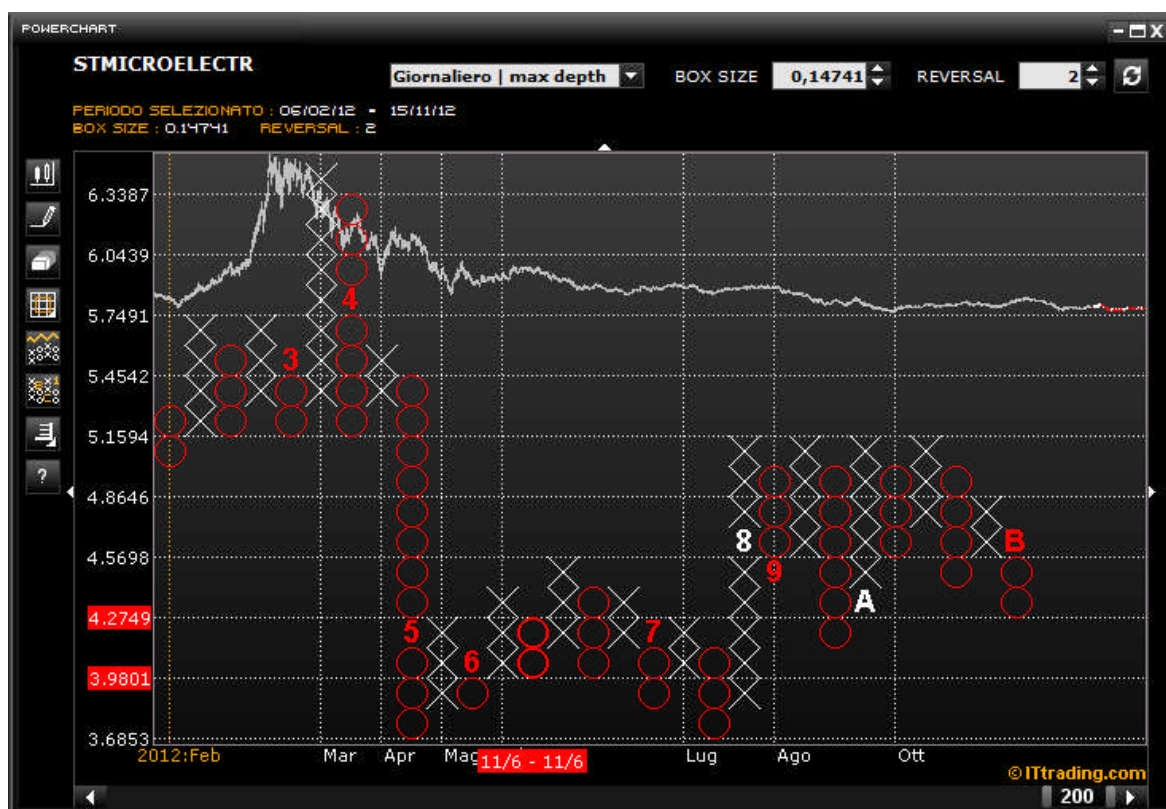 POWERCHART
STMICROELECTR
Giornaliero | max depth BOX SIZE 0,14741 REVERSAL 2
PERIODO SELEZIONATO : 06/02/12 - 15/11/12
BOX SIZE : 0.14741 REVERSAL : 2
6.3387
6.0439
4
5.7491
3
5.4542
5.1594
4.8646
8 B
4.5698
9
A
4.2749
5 7
6
3.9801
3.6853
2012:Feb Mar Apr Mag 11/6 - 11/6 Lug Ago Ott
©ITtrading.com
200
?